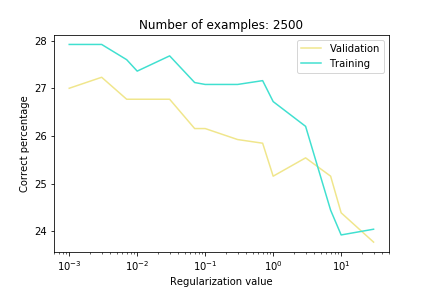 Number of examples: 2500
Validation
Training
Correct percentage
28
27
26
25
24
10⁻³
10⁻²
10⁻¹
10⁰
10¹
Regularization value